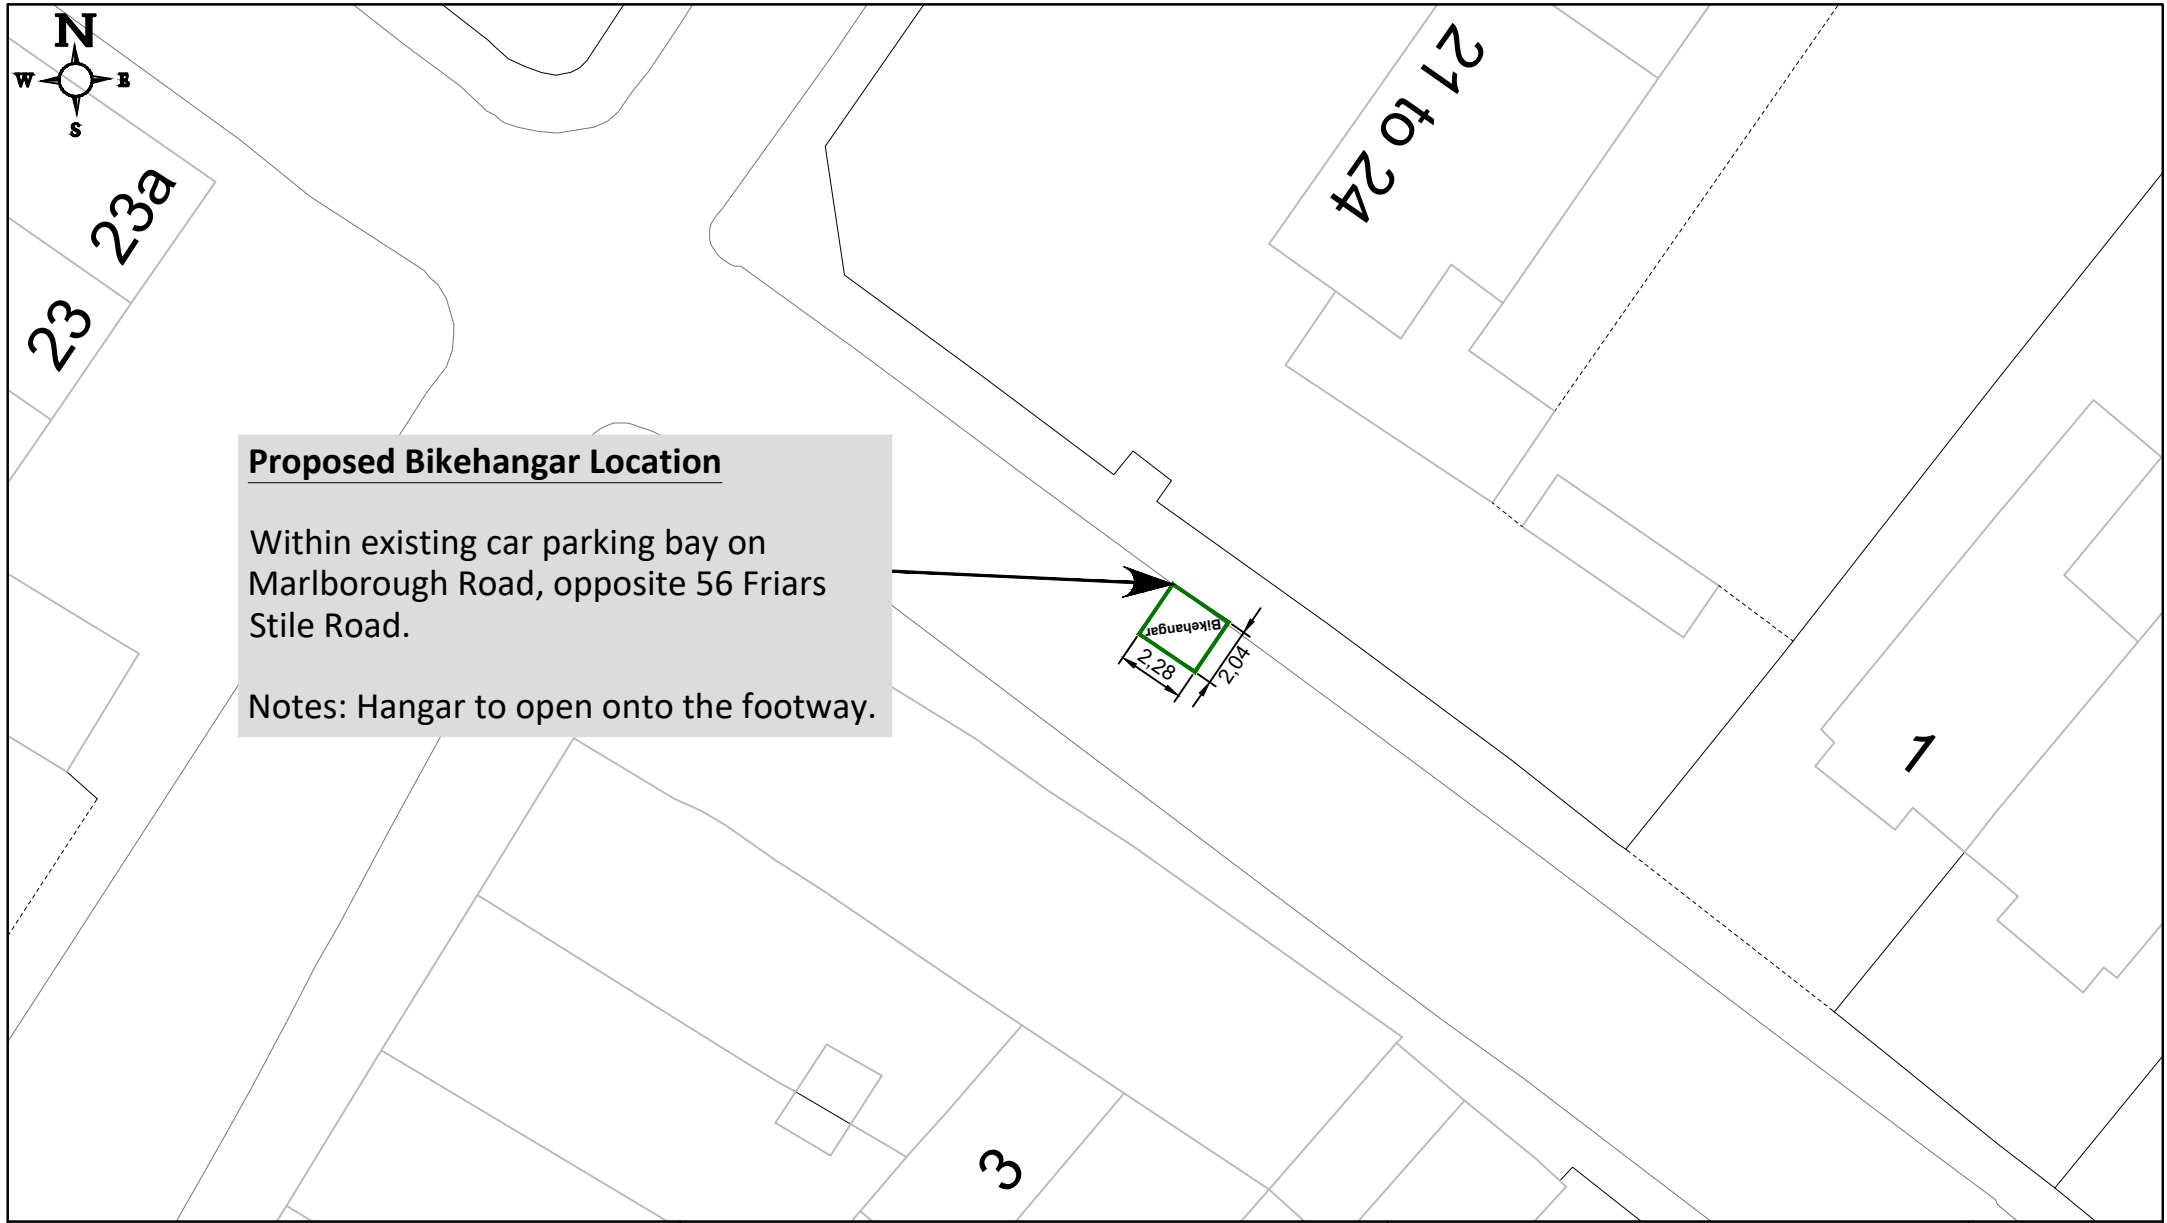 N
W E
S
21 to 24
23a
23
Proposed Bikehangar Location
Within existing car parking bay on
Marlborough Road, opposite 56 Friars
Stile Road.
Notes: Hangar to open onto the footway.
Bikehangar
2,28
2,04
1
3